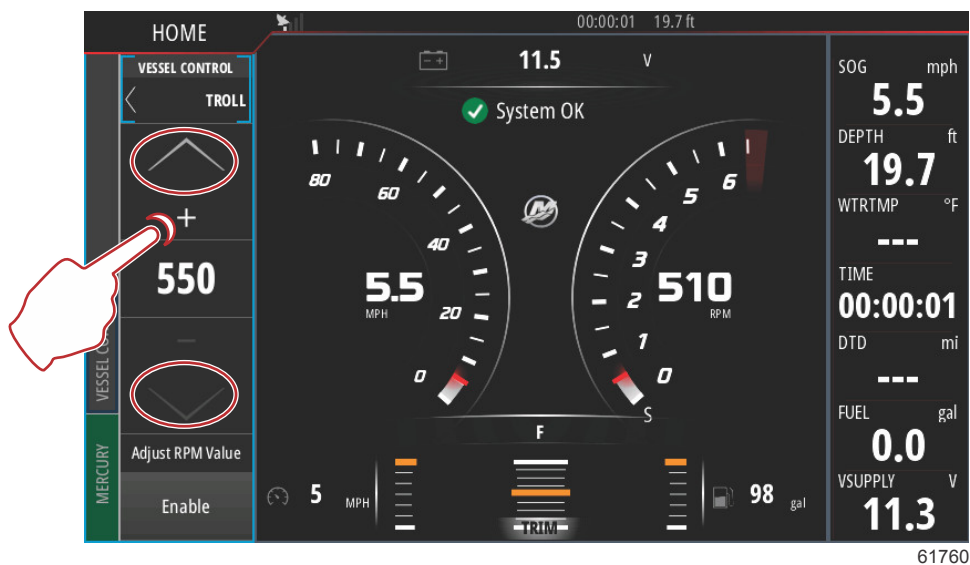 HOME
00:00:01 19.7 ft
VESSEL CONTROL
TROLL
+
550
–
Adjust RPM Value
Enable
VESSEL CO
MERCURY
11.5 V
System OK
80
60
40
20
0
5.5
MPH
6
5
4
3
2
1
0
510
RPM
S
F
5 MPH
TRIM
98 gal
SOG mph
5.5
DEPTH ft
19.7
WTRTMP °F
---
TIME
00:00:01
DTD mi
---
FUEL gal
0.0
VSUPPLY V
11.3
61760